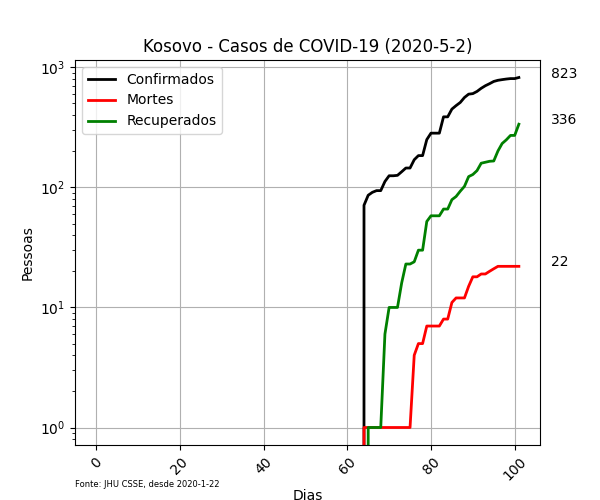 Kosovo - Casos de COVID-19 (2020-5-2)
Confirmados
Mortes
Recuperados
823
336
22
10³
10²
10¹
10⁰
Pessoas
0
20
40
60
80
100
Fonte: JHU CSSE, desde 2020-1-22
Dias